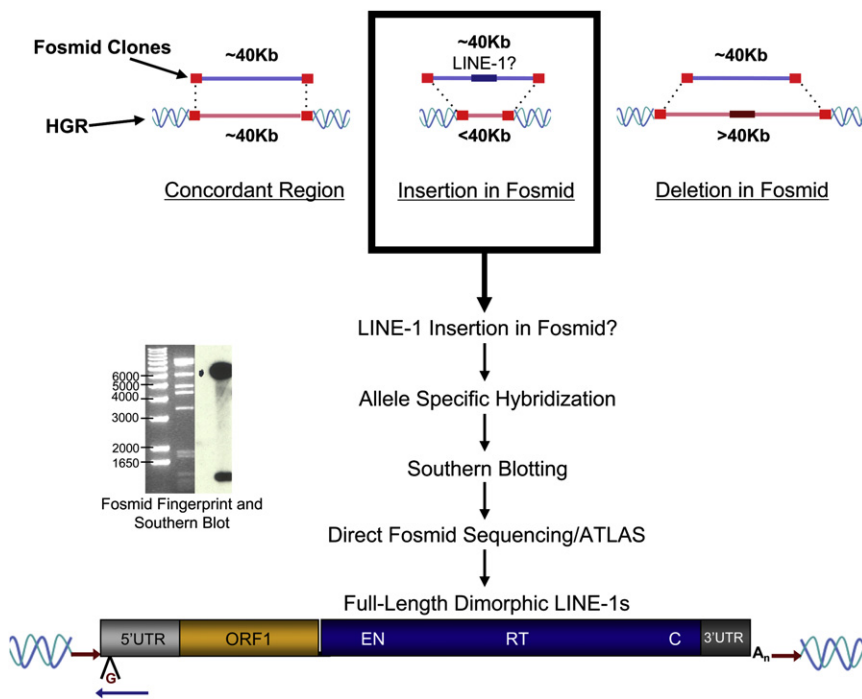 Fosmid Clones
~40Kb
HGR
~40Kb
Concordant Region
~40Kb
LINE-1?
<40Kb
Insertion in Fosmid
~40Kb
>40Kb
Deletion in Fosmid
LINE-1 Insertion in Fosmid?
Allele Specific Hybridization
Southern Blotting
Direct Fosmid Sequencing/ATLAS
Full-Length Dimorphic LINE-1s
6000
5000
4000
3000
2000
1650
Fosmid Fingerprint and
Southern Blot
5'UTR ORF1 EN RT C 3'UTR
An
G